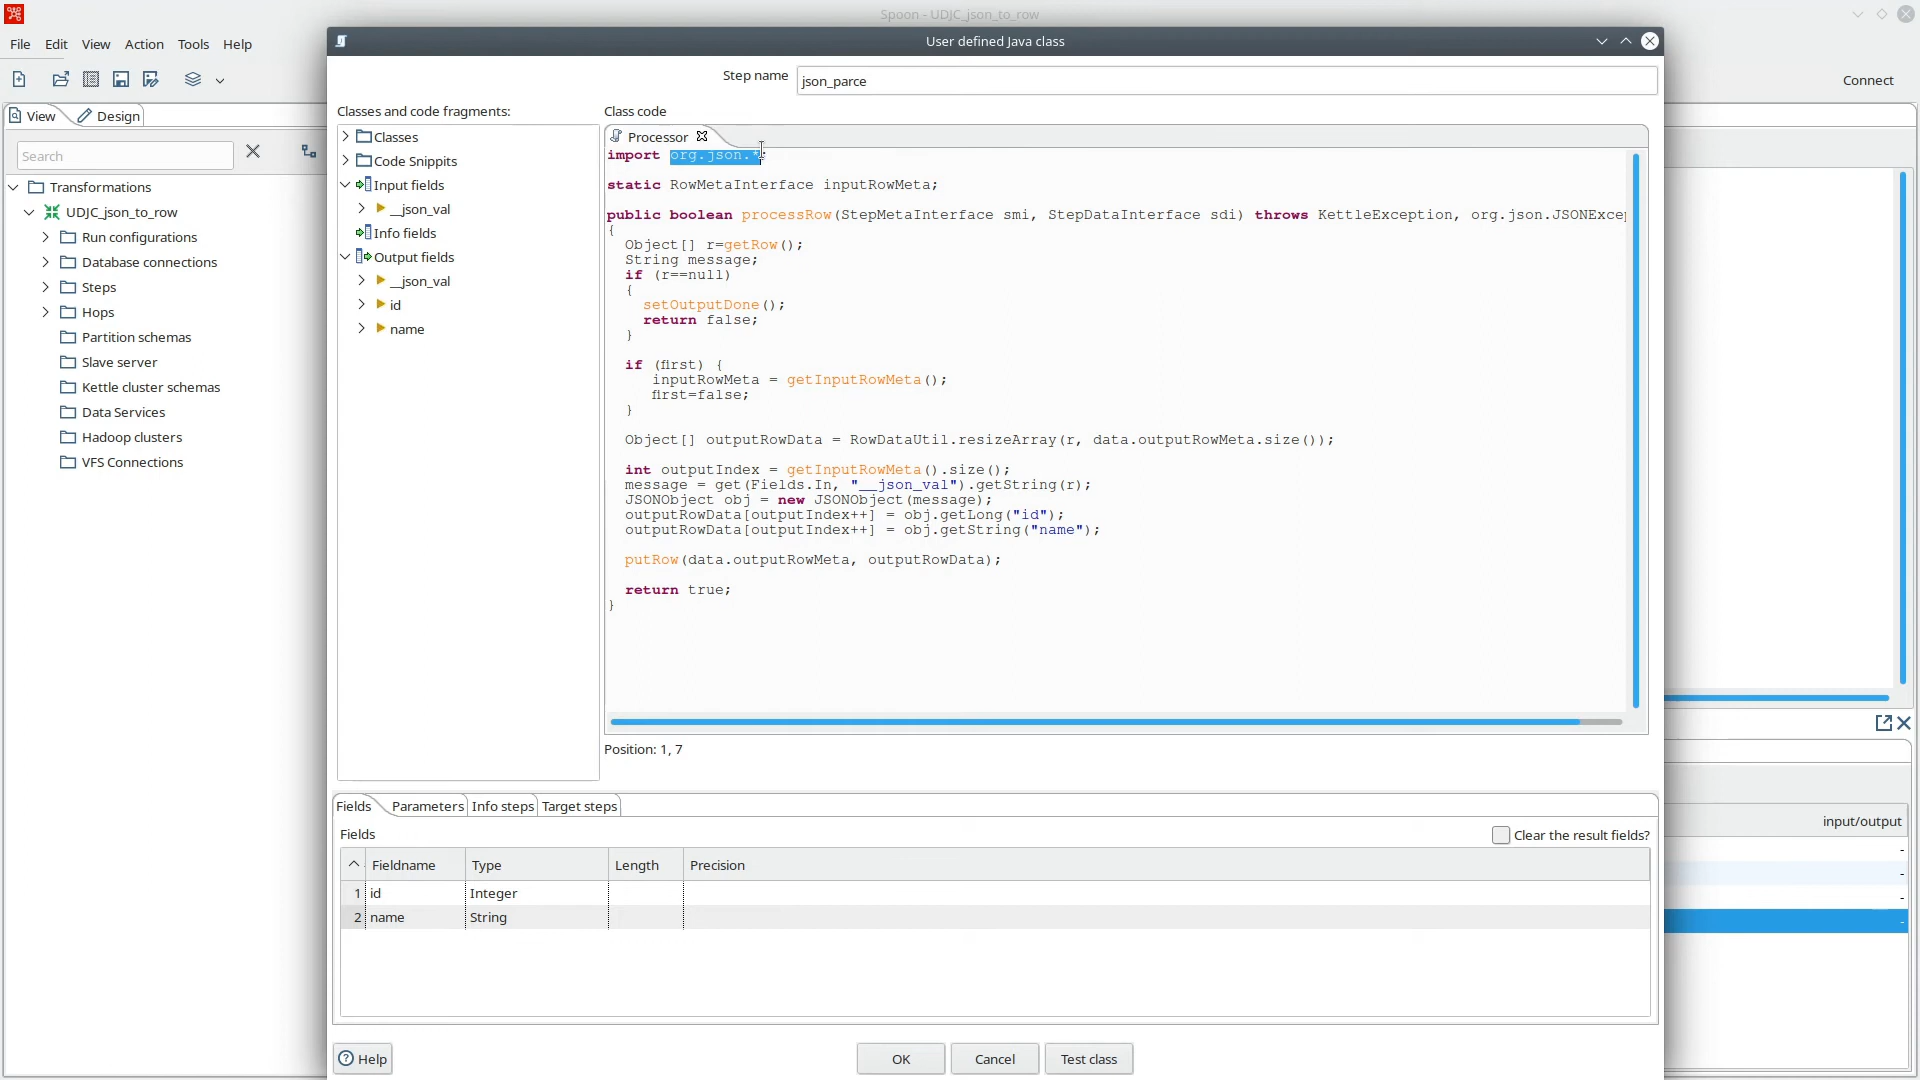 Spoon - UDJC_json_to_row
File Edit View Action Tools Help
Connect
View Design
Search
Transformations
UDJC_json_to_row
Run configurations
Database connections
Steps
Hops
Partition schemas
Slave server
Kettle cluster schemas
Data Services
Hadoop clusters
VFS Connections
User defined Java class
Step name json_parce
Classes and code fragments:
Classes
Code Snippits
Input fields
__json_val
Info fields
Output fields
__json_val
id
name
Class code
Processor
import org.json.*;
static RowMetaInterface inputRowMeta;
public boolean processRow(StepMetaInterface smi, StepDataInterface sdi) throws KettleException, org.json.JSONExcep
{
Object[] r=getRow();
String message;
if (r==null)
{
setOutputDone();
return false;
}
if (first) {
inputRowMeta = getInputRowMeta();
first=false;
}
Object[] outputRowData = RowDataUtil.resizeArray(r, data.outputRowMeta.size());
int outputIndex = getInputRowMeta().size();
message = get(Fields.In, "__json_val").getString(r);
JSONObject obj = new JSONObject(message);
outputRowData[outputIndex++] = obj.getLong("id");
outputRowData[outputIndex++] = obj.getString("name");
putRow(data.outputRowMeta, outputRowData);
return true;
}
Position: 1, 7
Fields Parameters Info steps Target steps
Fields
Clear the result fields?
Fieldname Type Length Precision
1 id Integer
2 name String
Help OK Cancel Test class
input/output
-
-
-
-